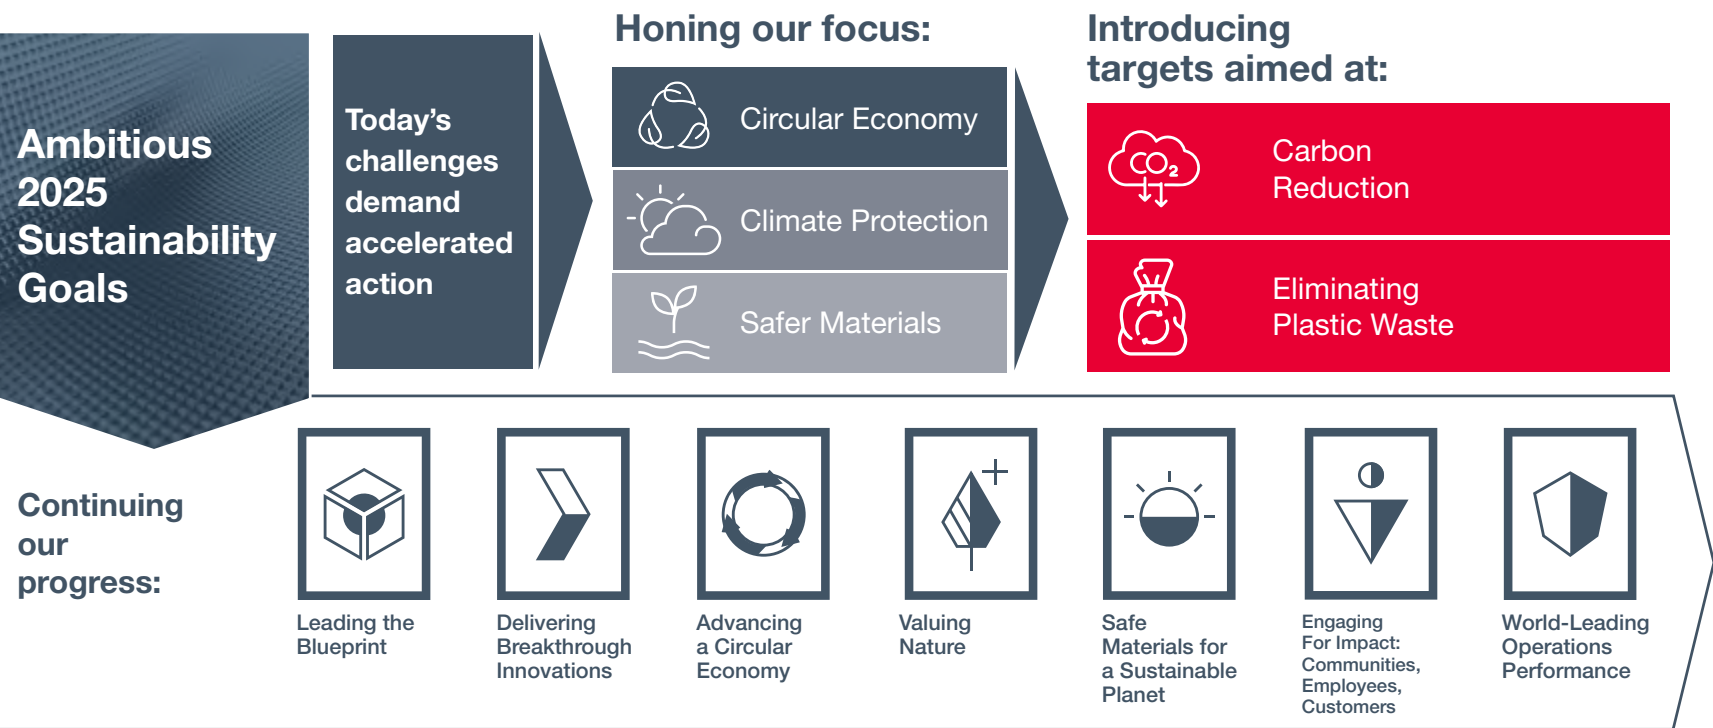 Ambitious
2025
Sustainability
Goals
Today's
challenges
demand
accelerated
action
Honing our focus:
Circular Economy
Climate Protection
Safer Materials
Introducing
targets aimed at:
CO₂
Carbon
Reduction
Eliminating
Plastic Waste
Continuing
our
progress:
Leading the
Blueprint
Delivering
Breakthrough
Innovations
Advancing
a Circular
Economy
Valuing
Nature
Safe
Materials for
a Sustainable
Planet
Engaging
For Impact:
Communities,
Employees,
Customers
World-Leading
Operations
Performance